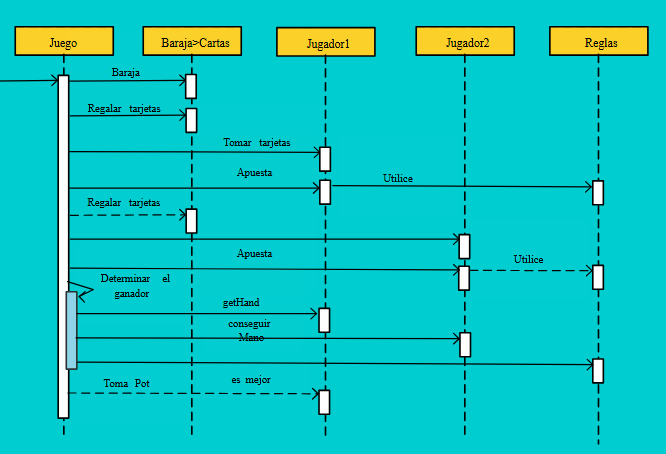 Juego
Baraja>Cartas
Jugador1
Jugador2
Reglas
Baraja
Regalar tarjetas
Tomar tarjetas
Apuesta
Utilice
Regalar tarjetas
Apuesta
Utilice
Determinar el
ganador
getHand
conseguir
Mano
es mejor
Toma Pot